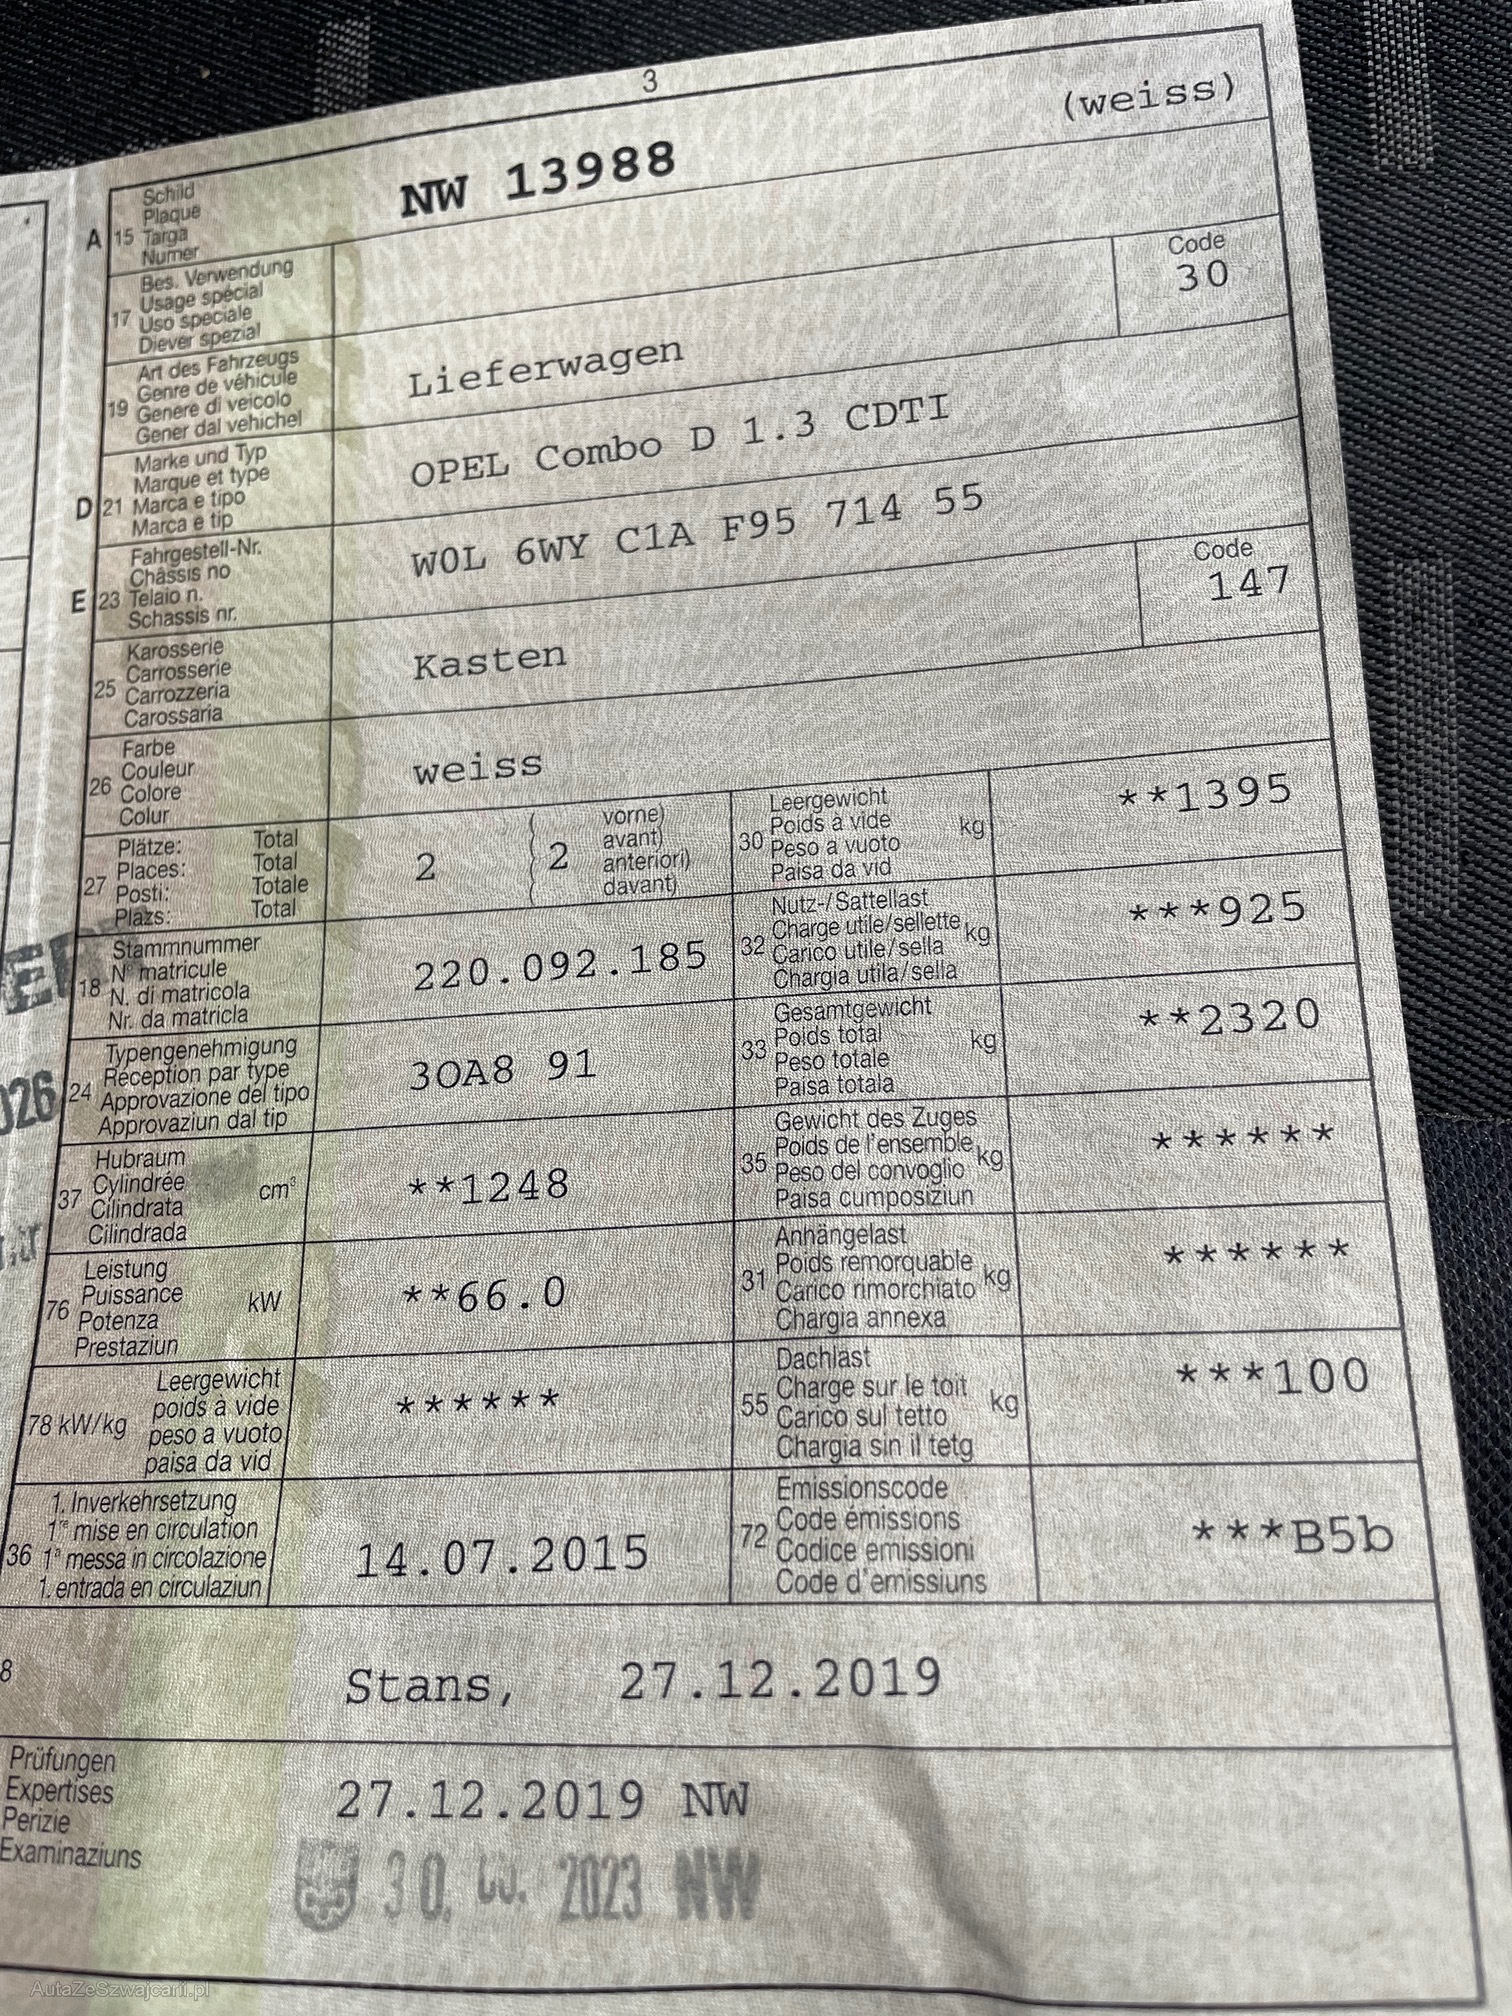 3
A 15 Schild
Plaque
Targa
Numer
NW 13988 (weiss)
17 Bes. Verwendung
Usage spécial
Uso speciale
Diever spezial
19 Art des Fahrzeugs
Genre de véhicule
Genere di veicolo
Gener dal vehichel
Lieferwagen
Code
30
D 21 Marke und Typ
Marque et type
Marca e tipo
Marca e tip
OPEL Combo D 1.3 CDTI
E 23 Fahrgestell-Nr.
Châssis no
Telaio n.
Schassis nr.
W0L 6WY C1A F95 714 55
25 Karosserie
Carrosserie
Carrozzeria
Carossaria
Kasten
Code
147
26 Farbe
Couleur
Colore
Colur
weiss
27 Plätze: Total
Places: Total
Posti: Totale
Plazs: Total
2 2 vorne)
avant)
anteriori)
davant)
30 Leergewicht
Poids à vide kg
Peso a vuoto
Paisa da vid
**1395
18 Stammnummer
N° matricule
N. di matricola
Nr. da matricla
220.092.185
32 Nutz-/Sattellast
Charge utile/sellette kg
Carico utile/sella
Chargia utila/sella
***925
24 Typengenehmigung
Réception par type
Approvazione del tipo
Approvaziun dal tip
3OA8 91
33 Gesamtgewicht
Poids total kg
Peso totale
Paisa totala
**2320
37 Hubraum
Cylindrée cm³
Cilindrata
Cilindrada
**1248
35 Gewicht des Zuges
Poids de l'ensemble kg
Peso del convoglio
Paisa cumposiziun
******
76 Leistung
Puissance kW
Potenza
Prestaziun
**66.0
31 Anhängelast
Poids remorquable kg
Carico rimorchiato
Chargia annexa
******
78 kW/kg Leergewicht
poids à vide
peso a vuoto
paisa da vid
******
55 Dachlast
Charge sur le toit kg
Carico sul tetto
Chargia sin il tetg
***100
36 1. Inverkehrsetzung
1re mise en circulation
1a messa in circolazione
1. entrada en circulaziun
14.07.2015
72 Emissionscode
Code émissions
Codice emissioni
Code d'emissiuns
***B5b
8
Stans, 27.12.2019
Prüfungen
Expertises
Perizie
Examinaziuns
27.12.2019 NW
30. 2023 NW
026
AutaZeSzwajcarii.pl